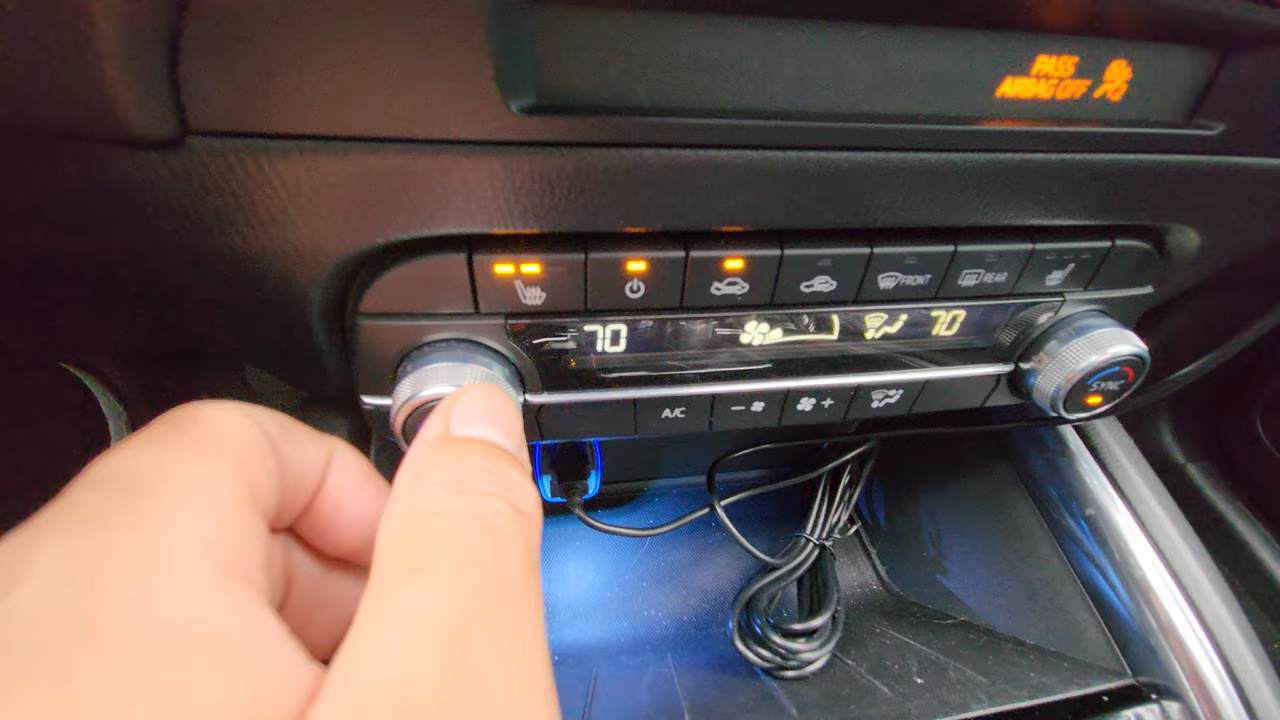 PASS
AIRBAG OFF
FRONT
REAR
70
70
SYNC
A/C